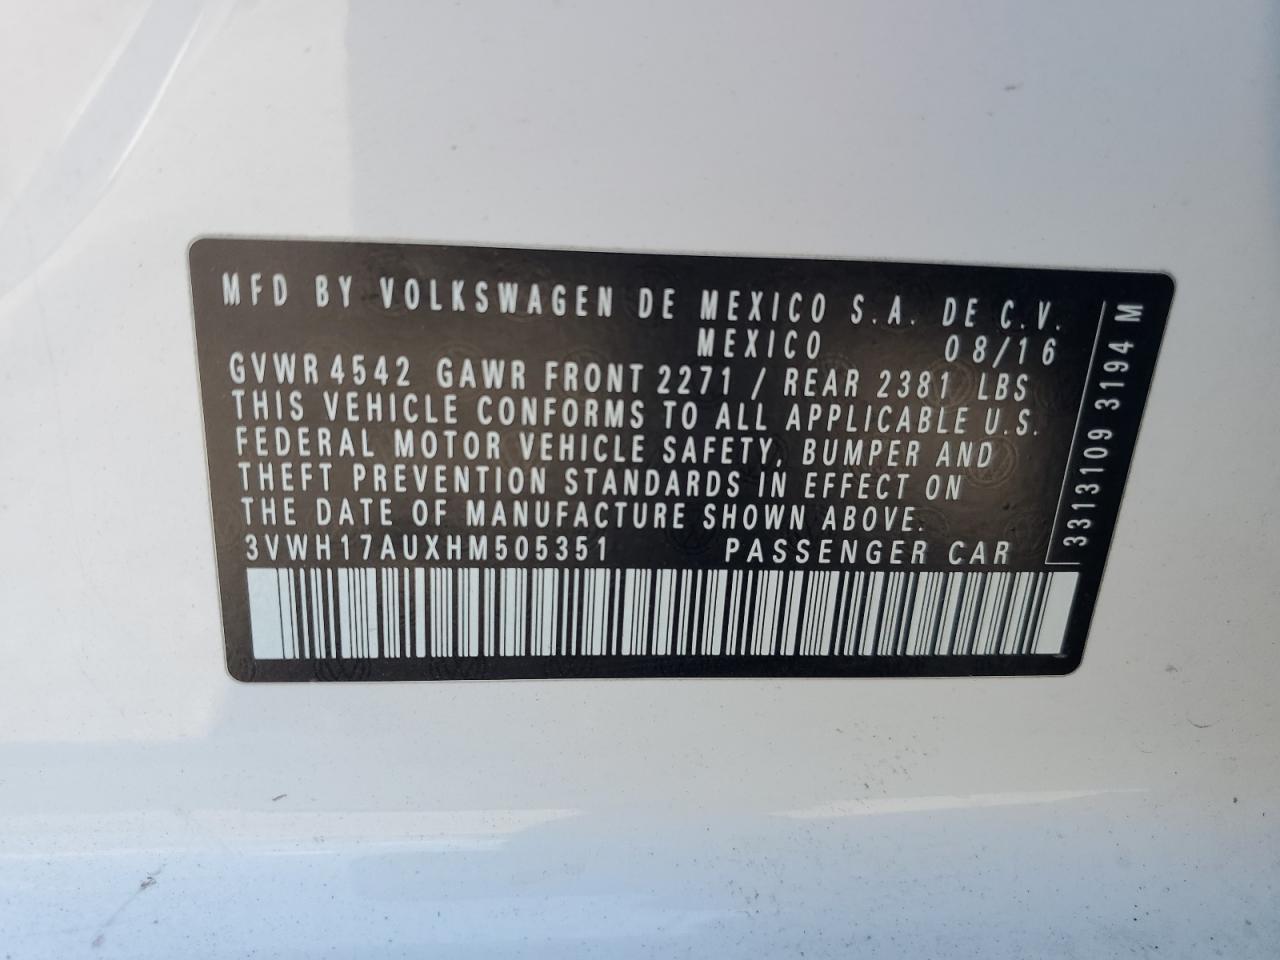 MFD BY VOLKSWAGEN DE MEXICO S.A. DE C.V.
MEXICO 08/16
GVWR 4542 GAWR FRONT 2271 / REAR 2381 LBS
THIS VEHICLE CONFORMS TO ALL APPLICABLE U.S.
FEDERAL MOTOR VEHICLE SAFETY, BUMPER AND
THEFT PREVENTION STANDARDS IN EFFECT ON
THE DATE OF MANUFACTURE SHOWN ABOVE.
3VWH17AUXHM505351 PASSENGER CAR
3313109 3194 M